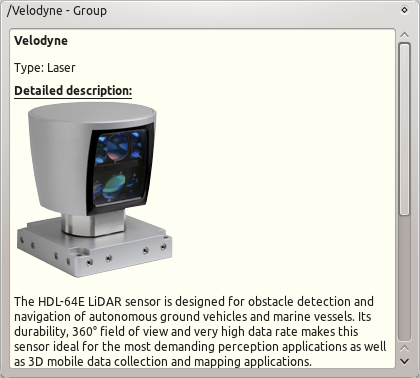 /Velodyne - Group
Velodyne
Type: Laser
Detailed description:
The HDL-64E LiDAR sensor is designed for obstacle detection and
navigation of autonomous ground vehicles and marine vessels. Its
durability, 360° field of view and very high data rate makes this
sensor ideal for the most demanding perception applications as well
as 3D mobile data collection and mapping applications.